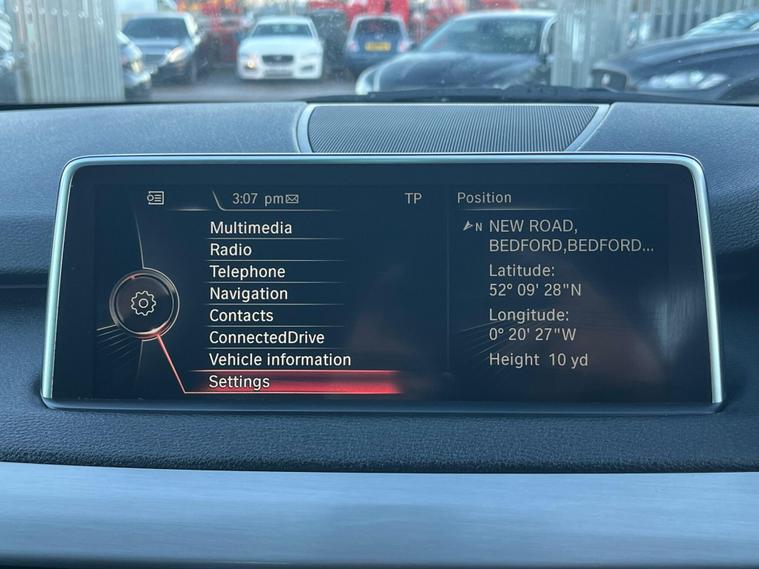 3:07 pm
TP
Multimedia
Radio
Telephone
Navigation
Contacts
ConnectedDrive
Vehicle information
Settings
Position
N NEW ROAD,
BEDFORD,BEDFORD...
Latitude:
52° 09' 28"N
Longitude:
0° 20' 27"W
Height 10 yd